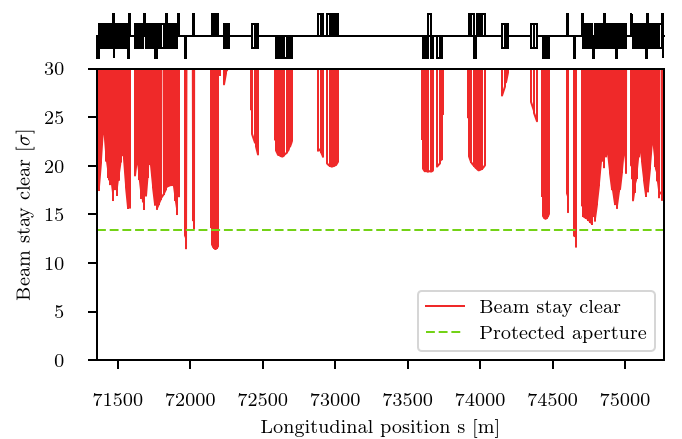 30
25
20
15
10
5
0
Beam stay clear [σ]
Beam stay clear
Protected aperture
71500 72000 72500 73000 73500 74000 74500 75000
Longitudinal position s [m]